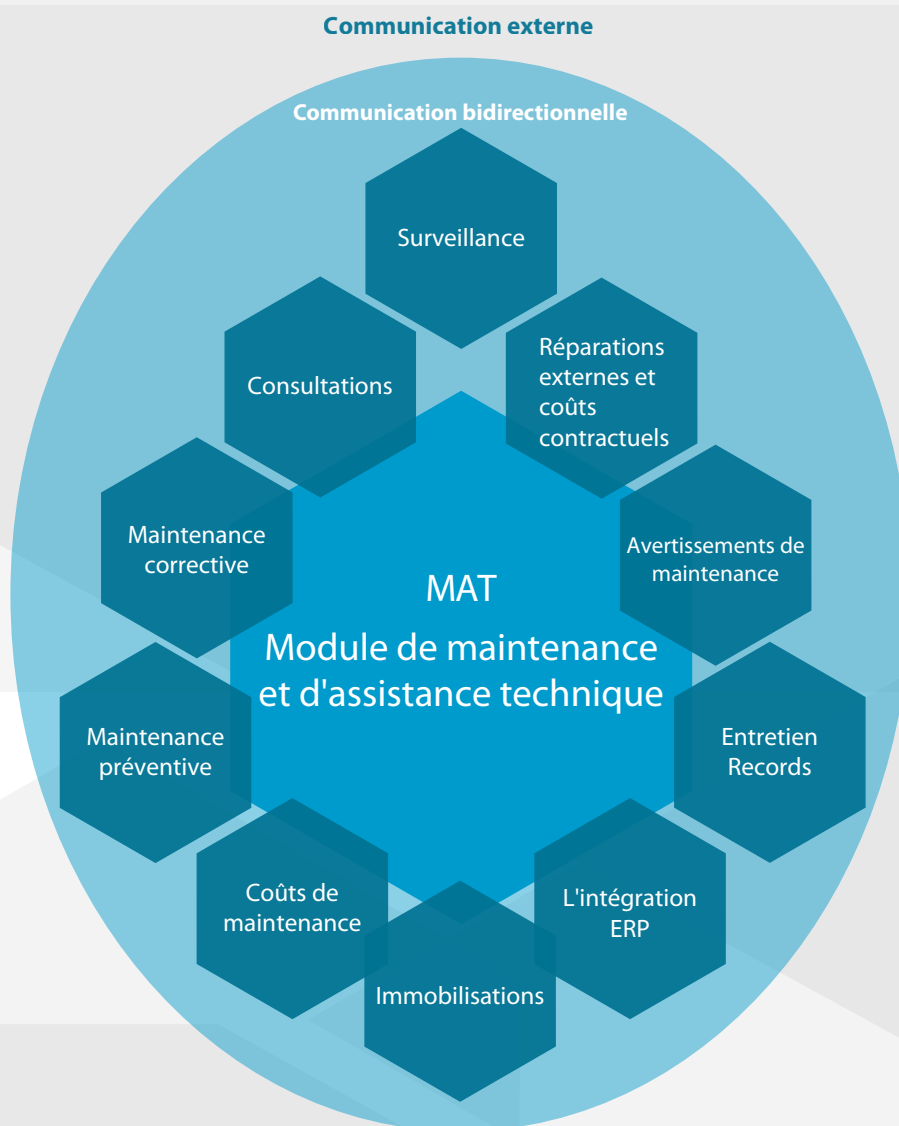 Communication externe
Communication bidirectionnelle
Surveillance
Consultations
Réparations
externes et
coûts
contractuels
Maintenance
corrective
Avertissements de
maintenance
MAT
Module de maintenance
et d'assistance technique
Maintenance
préventive
Entretien
Records
Coûts de
maintenance
L'intégration
ERP
Immobilisations